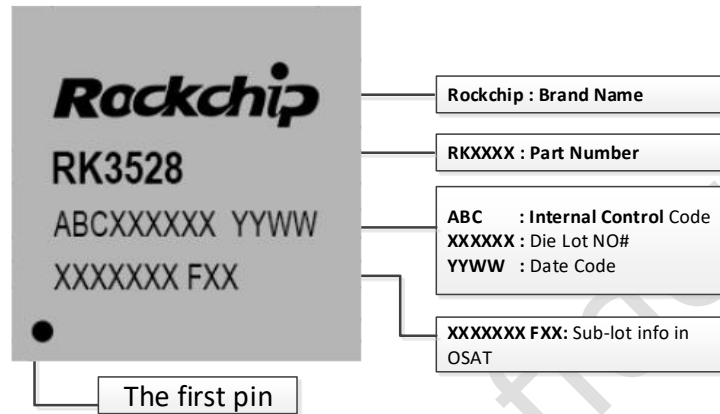 Rockchip
RK3528
ABCXXXXXX YYWW
XXXXXXX FXX
The first pin
Rockchip : Brand Name
RKXXXX : Part Number
ABC : Internal Control Code
XXXXXX : Die Lot NO#
YYWW : Date Code
XXXXXXX FXX: Sub-lot info in
OSAT